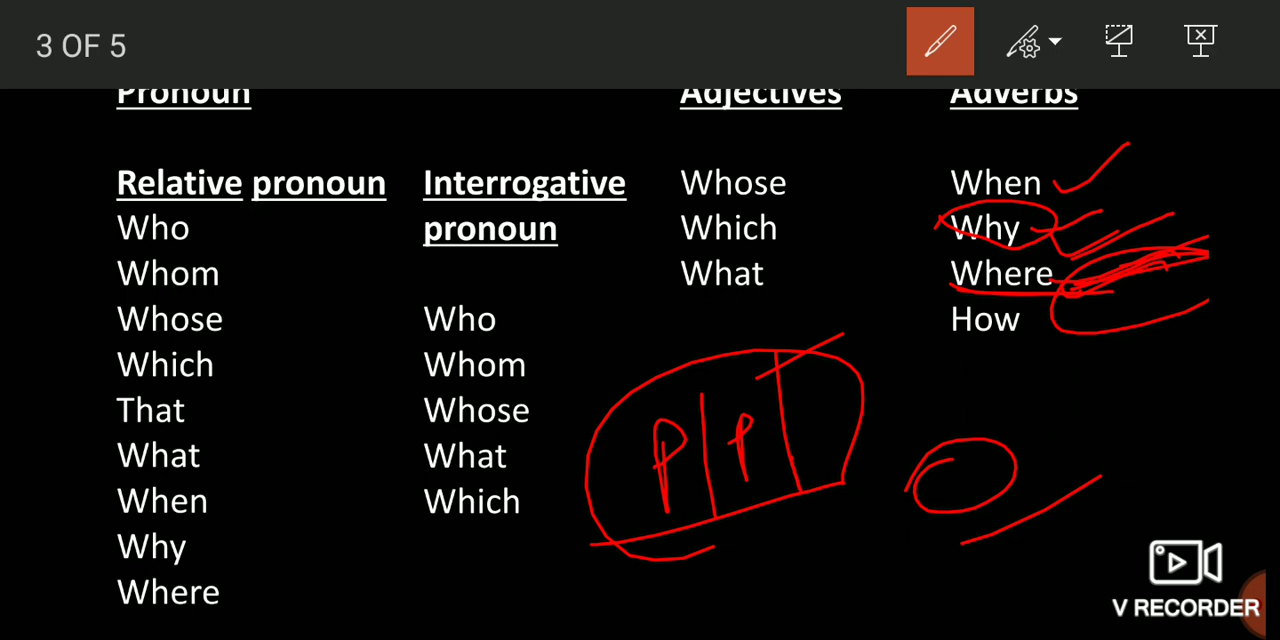 3 OF 5
Pronoun
Adjectives
Adverbs
Relative pronoun
Who
Whom
Whose
Which
That
What
When
Why
Where
Interrogative
pronoun
Who
Whom
Whose
What
Which
Whose
Which
What
When
Why
Where
How
P P
V RECORDER